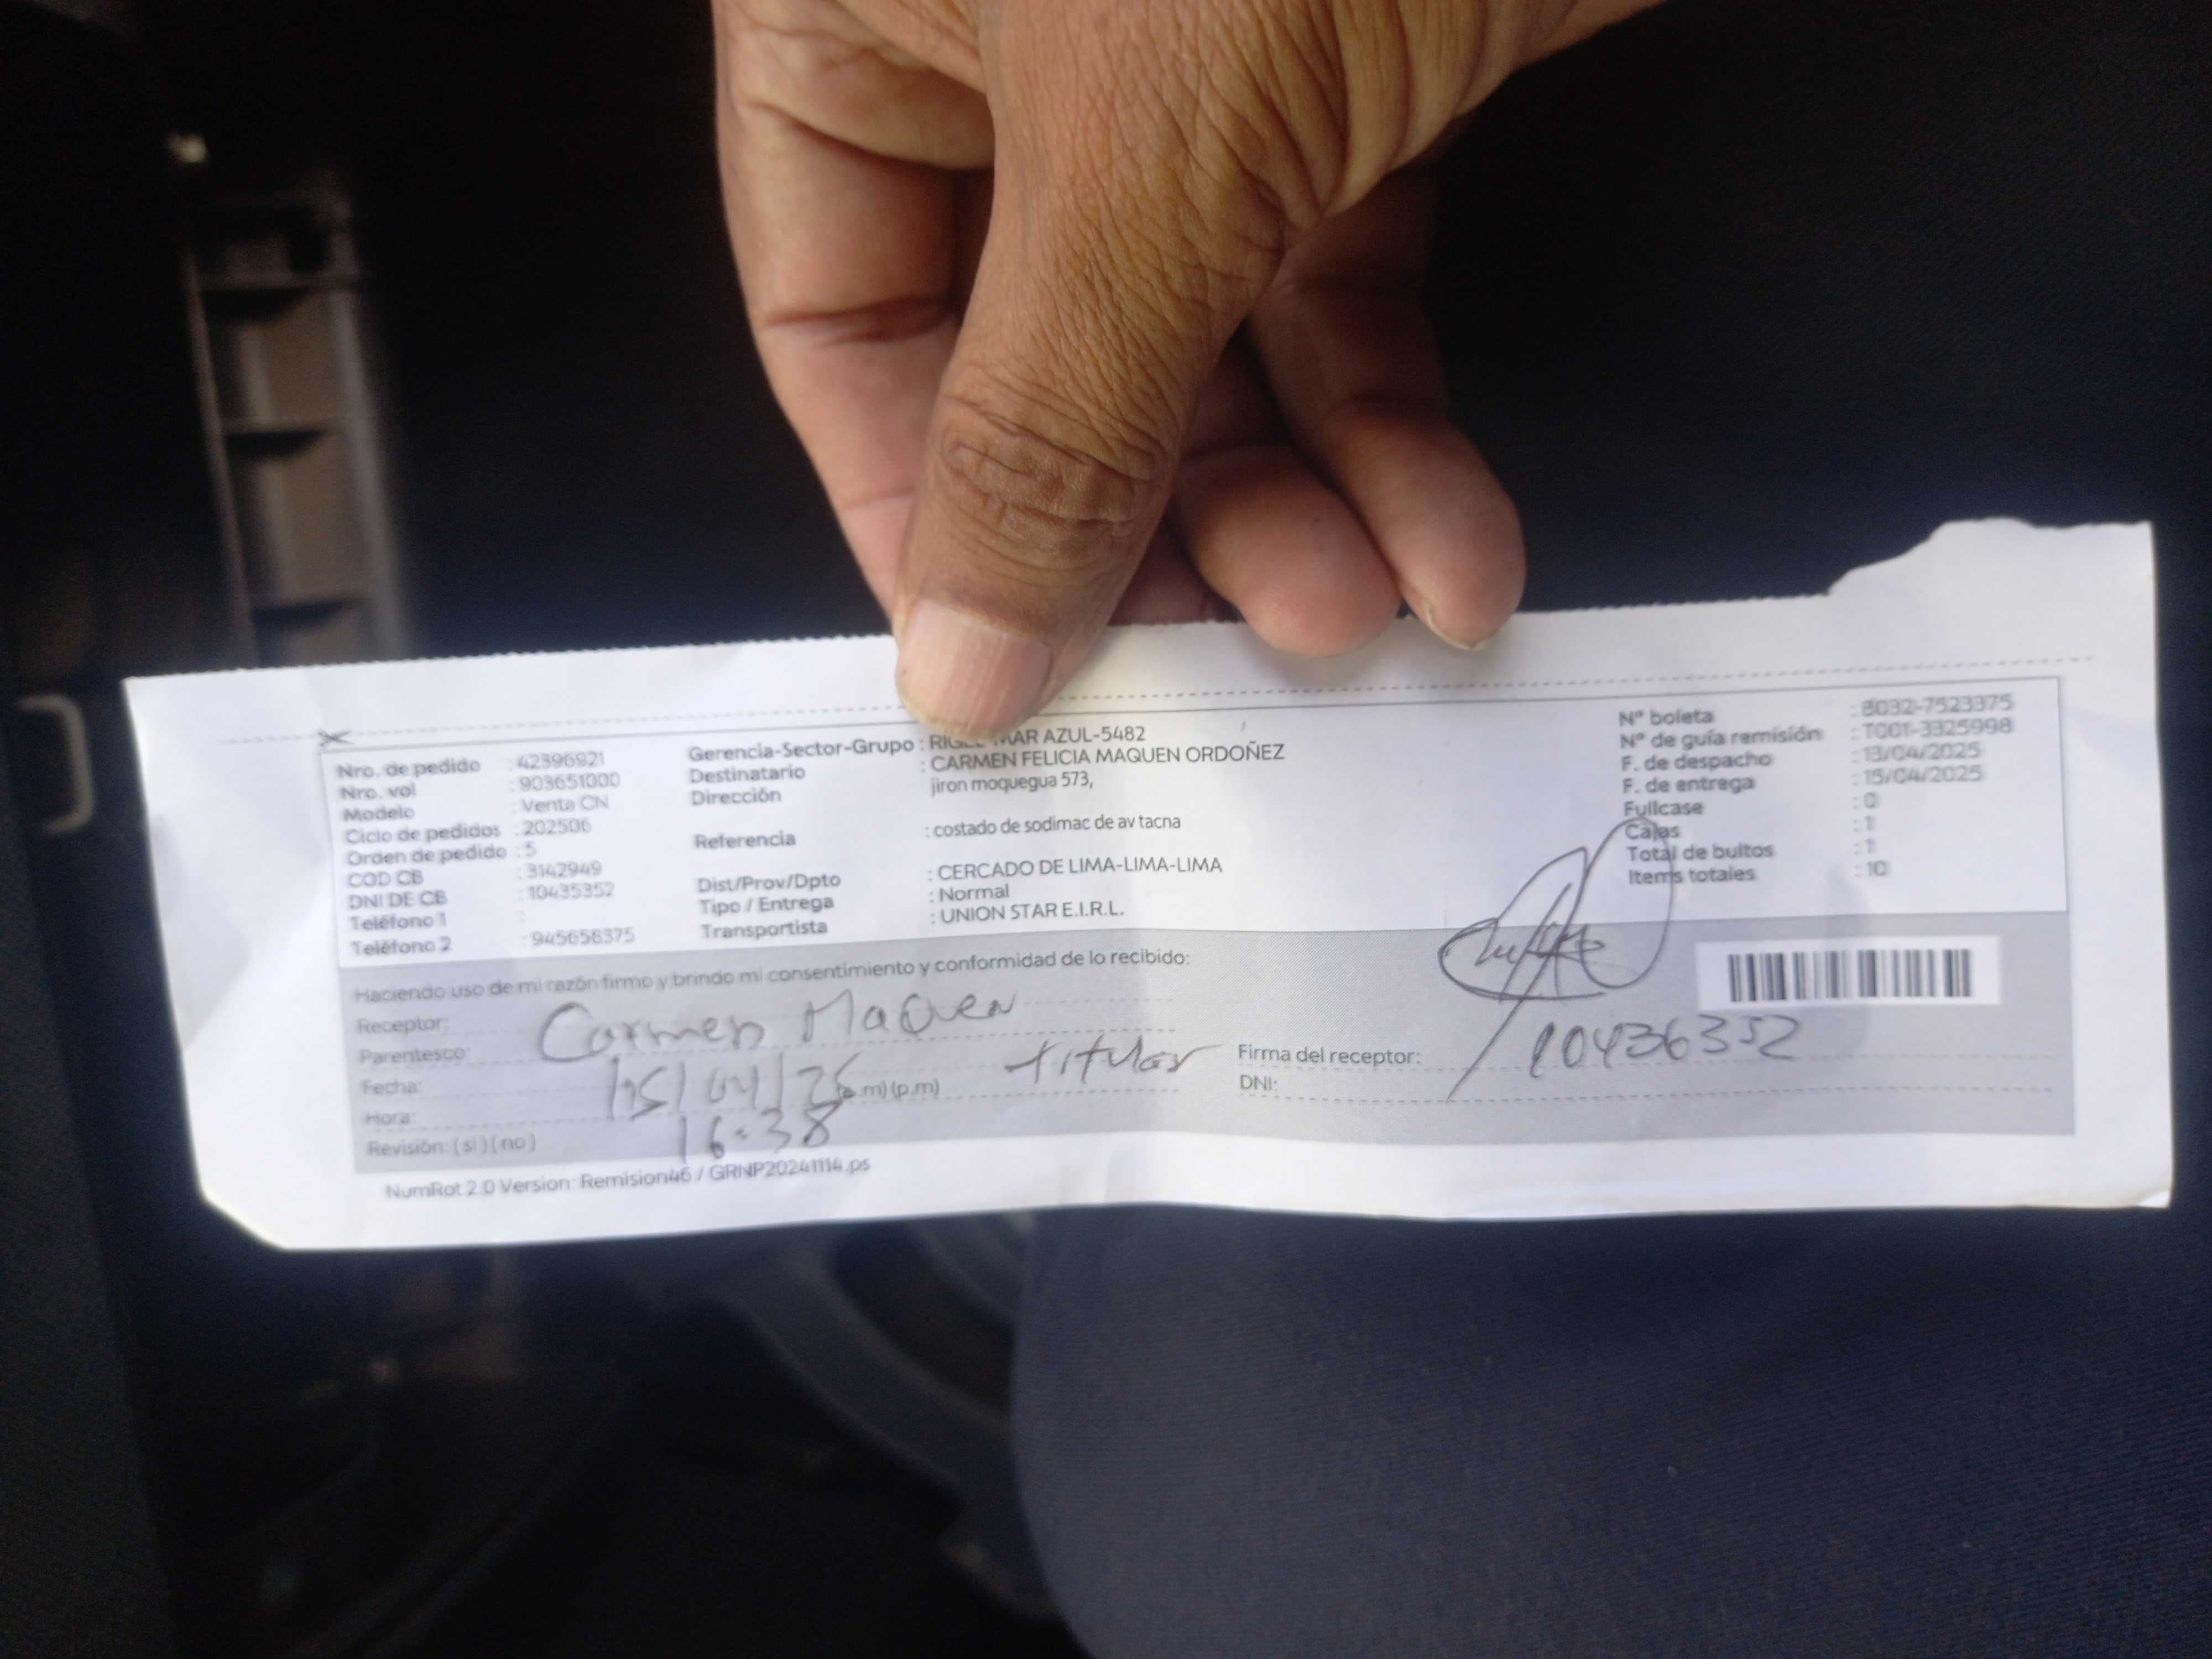 Nro. de pedido : 42396921
Nro. vol : 903651000
Modelo : Venta CN
Ciclo de pedidos : 202506
Orden de pedido : 5
COD CB : 3142949
DNI DE CB : 10435352
Teléfono 1 :
Teléfono 2 : 945658375
Gerencia-Sector-Grupo : MAR AZUL-5482
Destinatario : CARMEN FELICIA MAQUEN ORDOÑEZ
Dirección jiron moquegua 573,
Referencia : costado de sodimac de av tacna
Dist/Prov/Dpto : CERCADO DE LIMA-LIMA-LIMA
Tipo / Entrega : Normal
Transportista : UNION STAR E.I.R.L.
N° boleta : B032-7523375
N° de guía remisión : T001-3325998
F. de despacho : 13/04/2025
F. de entrega : 15/04/2025
Fullcase : 0
Cajas : 1
Total de bultos : 1
Items totales : 10
Haciendo uso de mi razón firmo y brindo mi consentimiento y conformidad de lo recibido:
Receptor: Carmen Maquen
Parentesco: titular
Fecha: 15/04/25 m) (p.m)
Hora: 16:38
Revisión: ( si ) ( no )
Firma del receptor:
DNI: 10436352
NumRot 2.0 Version: Remision46 / GRNP20241114.ps